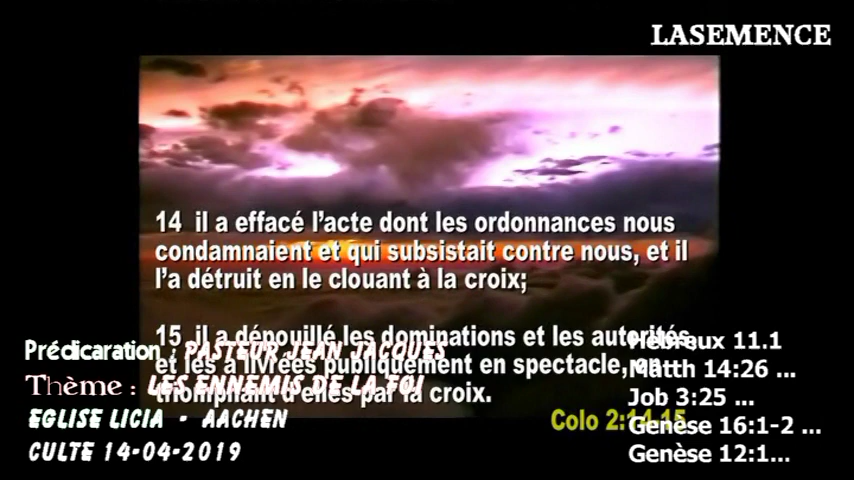 LASEMENCE
14 il a effacé l'acte dont les ordonnances nous
condamnaient et qui subsistait contre nous, et il
l'a détruit en le clouant à la croix;
15 il a dépouillé les dominations et les autorités,
et les a livrées publiquement en spectacle, en
triomphant d'elles par la croix.
Colo 2:14-15
Prédicaration : PASTEUR JEAN JACQUES
Thème : LES ENNEMIS DE LA FOI
EGLISE LICIA - AACHEN
CULTE 14-04-2019
Hébreux 11.1
Matth 14:26 ...
Job 3:25 ...
Genèse 16:1-2 ...
Genèse 12:1...